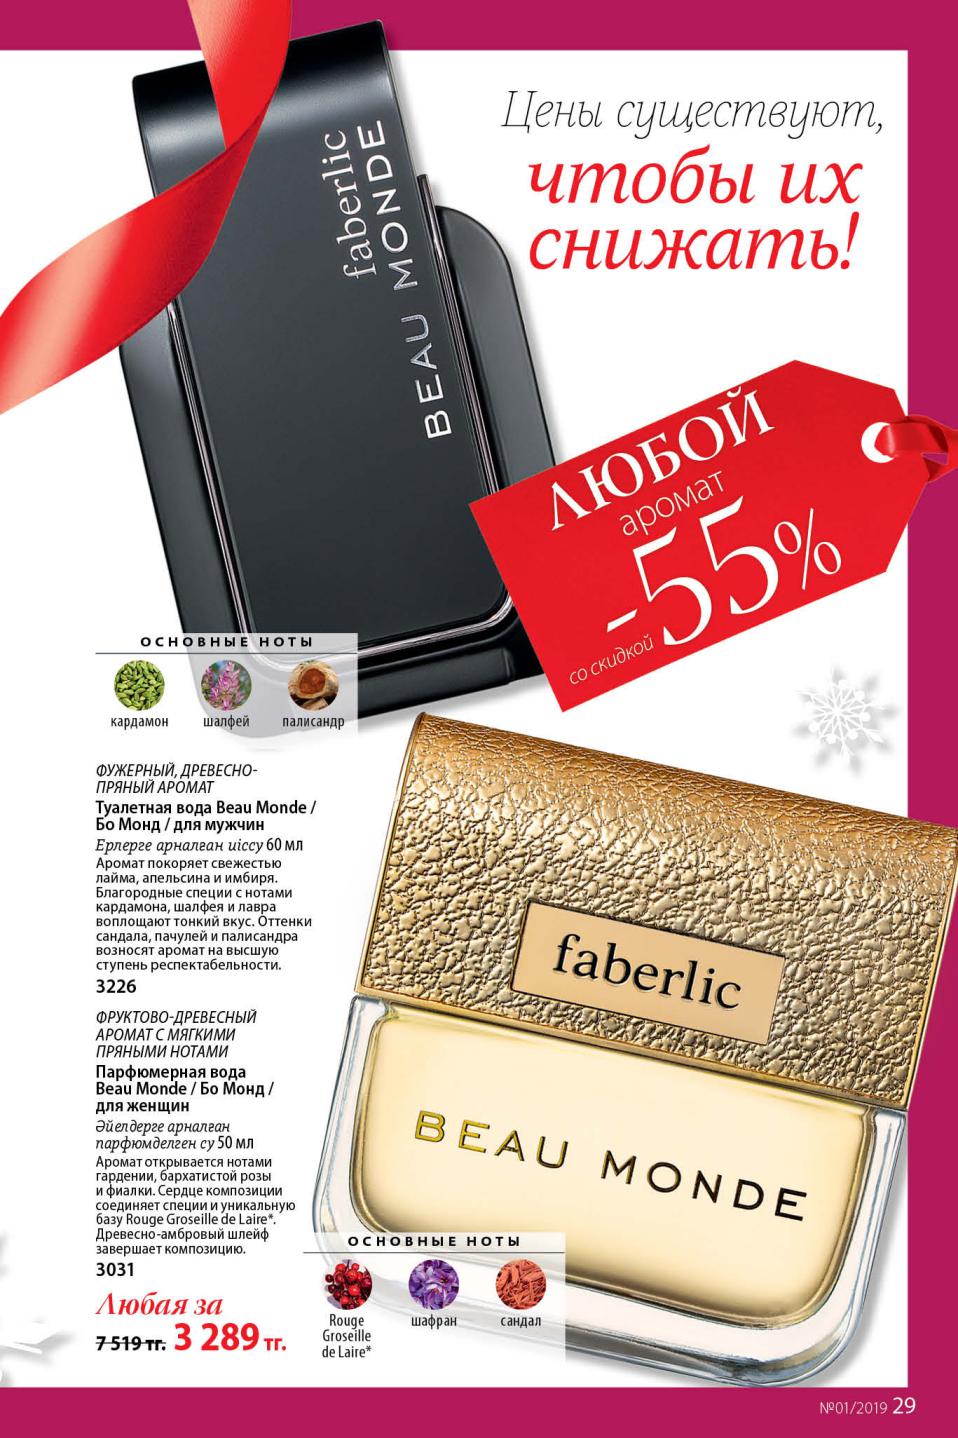 Цены существуют,
чтобы их
снижать!
faberlic
BEAU MONDE
ЛЮБОЙ
аромат
со скидкой -55%
ОСНОВНЫЕ НОТЫ
кардамон шалфей палисандр
ФУЖЕРНЫЙ, ДРЕВЕСНО-
ПРЯНЫЙ АРОМАТ
Туалетная вода Beau Monde /
Бо Монд / для мужчин
Ерлерге арналған иіссу 60 мл
Аромат покоряет свежестью
лайма, апельсина и имбиря.
Благородные специи с нотами
кардамона, шалфея и лавра
воплощают тонкий вкус. Оттенки
сандала, пачулей и палисандра
возносят аромат на высшую
ступень респектабельности.
3226
ФРУКТОВО-ДРЕВЕСНЫЙ
АРОМАТ С МЯГКИМИ
ПРЯНЫМИ НОТАМИ
Парфюмерная вода
Beau Monde / Бо Монд /
для женщин
Әйелдерге арналған
парфюмделген су 50 мл
Аромат открывается нотами
гардении, бархатистой розы
и фиалки. Сердце композиции
соединяет специи и уникальную
базу Rouge Groseille de Laire*.
Древесно-амбровый шлейф
завершает композицию.
3031
Любая за
7 519 тг. 3 289 тг.
faberlic
BEAU MONDE
ОСНОВНЫЕ НОТЫ
Rouge
Groseille
de Laire*
шафран сандал
№01/2019 29